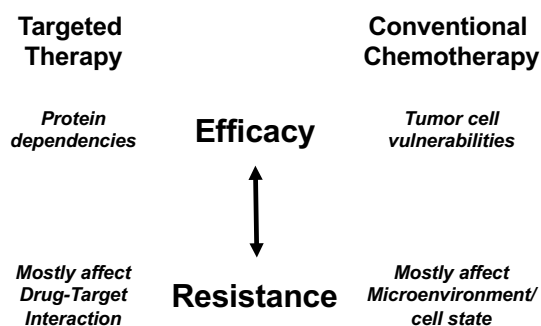 Targeted
Therapy
Conventional
Chemotherapy
Protein
dependencies
Efficacy
Tumor cell
vulnerabilities
Mostly affect
Drug-Target
Interaction
Resistance
Mostly affect
Microenvironment/
cell state